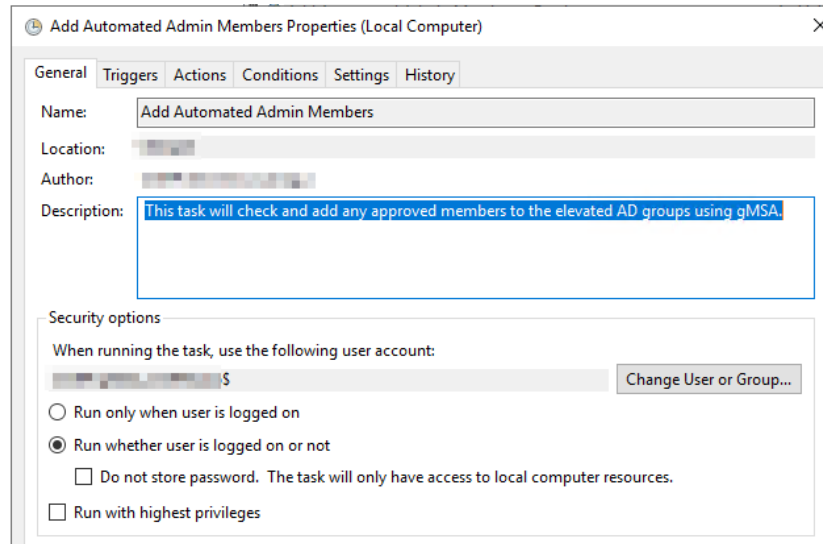 Add Automated Admin Members Properties (Local Computer)
General Triggers Actions Conditions Settings History
Name: Add Automated Admin Members
Location:
Author:
Description: This task will check and add any approved members to the elevated AD groups using gMSA.
Security options
When running the task, use the following user account:
$ Change User or Group...
Run only when user is logged on
Run whether user is logged on or not
Do not store password. The task will only have access to local computer resources.
Run with highest privileges